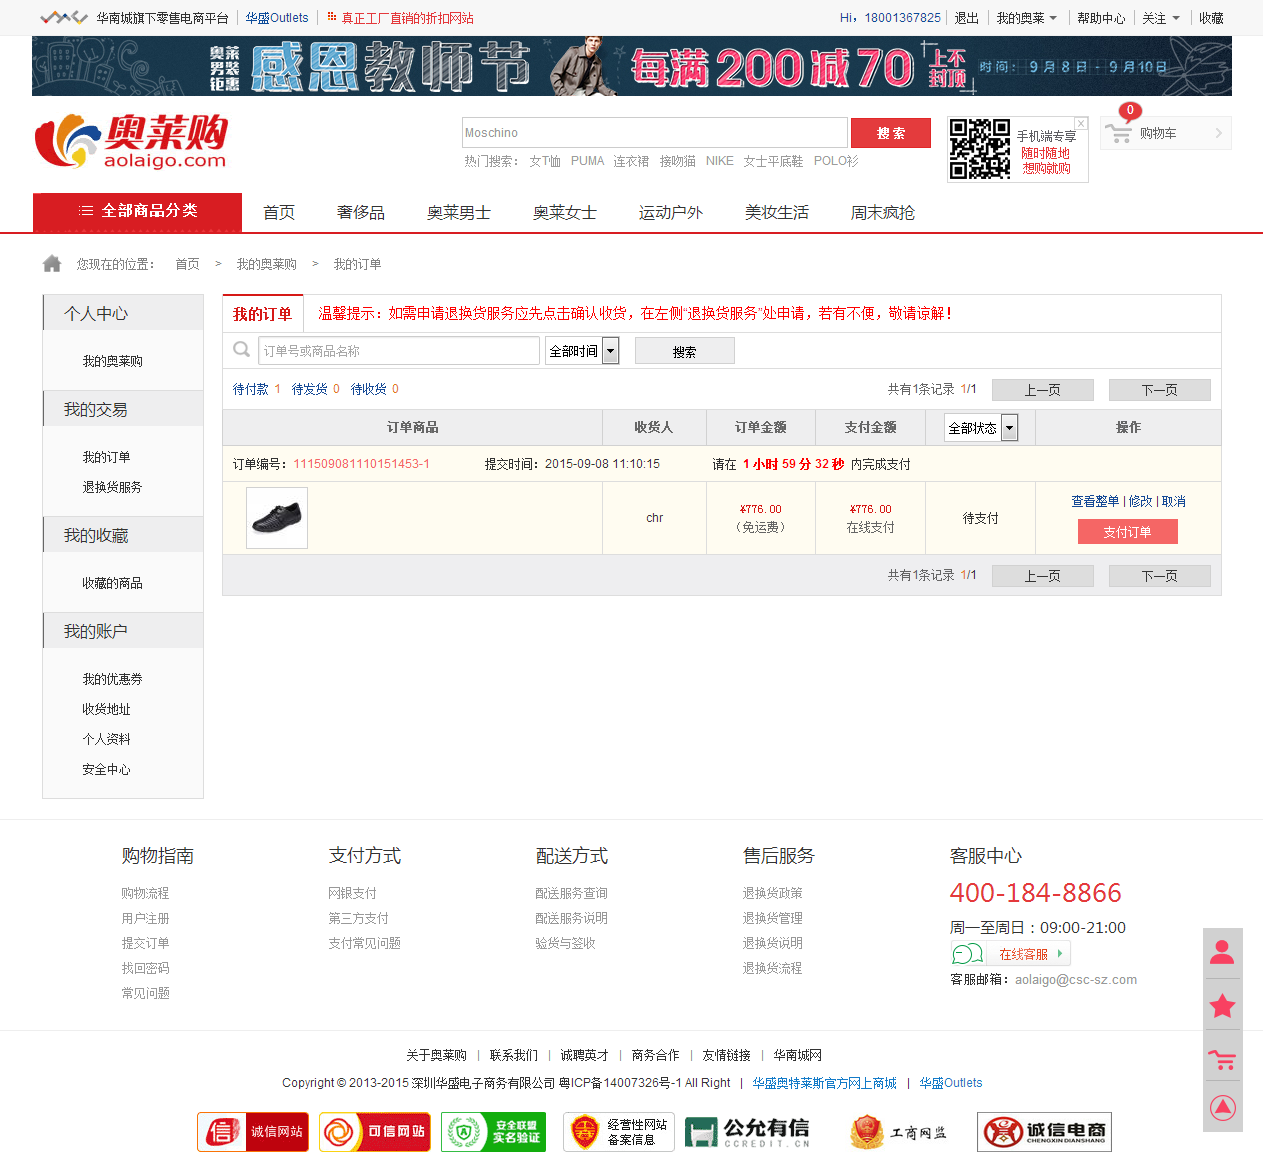 华南城旗下零售电商平台 华盛Outlets 真正工厂直销的折扣网站 Hi，18001367825 退出 我的奥莱 帮助中心 关注 收藏
奥莱男装钜惠 感恩教师节 每满200减70 上不封顶 时间：9月8日 - 9月10日
奥莱购 aolaigo.com
Moschino 搜 索
热门搜索： 女T恤 PUMA 连衣裙 接吻猫 NIKE 女士平底鞋 POLO衫
手机端专享
随时随地
想购就购
X
0
购物车
全部商品分类 首页 奢侈品 奥莱男士 奥莱女士 运动户外 美妆生活 周末疯抢
您现在的位置： 首页 > 我的奥莱购 > 我的订单
个人中心
我的奥莱购
我的交易
我的订单
退换货服务
我的收藏
收藏的商品
我的账户
我的优惠券
收货地址
个人资料
安全中心
我的订单 温馨提示：如需申请退换货服务应先点击确认收货，在左侧“退换货服务”处申请，若有不便，敬请谅解！
订单号或商品名称 全部时间 搜索
待付款 1 待发货 0 待收货 0 共有1条记录 1/1 上一页 下一页
订单商品 收货人 订单金额 支付金额 全部状态 操作
订单编号：111509081110151453-1 提交时间：2015-09-08 11:10:15 请在 1 小时 59 分 32 秒 内完成支付
chr ¥776.00 （免运费） ¥776.00 在线支付 待支付 查看整单 | 修改 | 取消
支付订单
共有1条记录 1/1 上一页 下一页
购物指南
购物流程
用户注册
提交订单
找回密码
常见问题
支付方式
网银支付
第三方支付
支付常见问题
配送方式
配送服务查询
配送服务说明
验货与签收
售后服务
退换货政策
退换货管理
退换货说明
退换货流程
客服中心
400-184-8866
周一至周日：09:00-21:00
在线客服
客服邮箱：aolaigo@csc-sz.com
关于奥莱购 | 联系我们 | 诚聘英才 | 商务合作 | 友情链接 | 华南城网
Copyright © 2013-2015 深圳华盛电子商务有限公司 粤ICP备14007326号-1 All Right | 华盛奥特莱斯官方网上商城 | 华盛Outlets
信 诚信网站 可信网站 安全联盟 实名验证 经营性网站 备案信息 公允有信 CCREDIT.CN 工商网监 诚信电商 CHENGXIN DIANSHANG